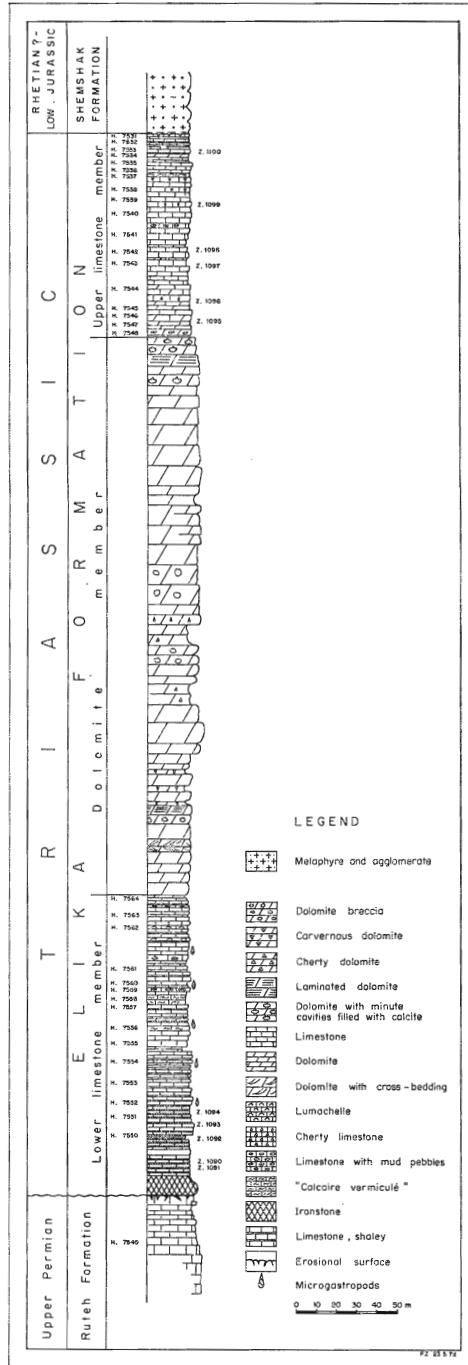 RHETIAN?-
LOW. JURASSIC
SHEMSHAK
FORMATION
TRIASSIC
ELIKA FORMATION
Upper limestone member
Dolomite member
Lower limestone member
Upper Permian
Ruteh Formation
H. 7531
H. 7532
H. 7533
H. 7534
H. 7535
H. 7536
H. 7537
H. 7538
H. 7539
H. 7540
H. 7541
H. 7542
H. 7543
H. 7544
H. 7545
H. 7546
H. 7547
H. 7548
Z. 1100
Z. 1099
Z. 1098
Z. 1097
Z. 1096
Z. 1095
H. 7564
H. 7563
H. 7562
H. 7561
H. 7560
H. 7559
H. 7558
H. 7557
H. 7556
H. 7555
H. 7554
H. 7553
H. 7552
H. 7551
H. 7550
Z. 1094
Z. 1093
Z. 1092
Z. 1090
Z. 1091
H. 7549
LEGEND
Melaphyre and agglomerate
Dolomite breccia
Carvernous dolomite
Cherty dolomite
Laminated dolomite
Dolomite with minute
cavities filled with calcite
Limestone
Dolomite
Dolomite with cross-bedding
Lumachelle
Cherty limestone
Limestone with mud pebbles
"Calcaire vermiculé"
Ironstone
Limestone, shaley
Erosional surface
Microgastropods
0 10 20 30 40 50 m